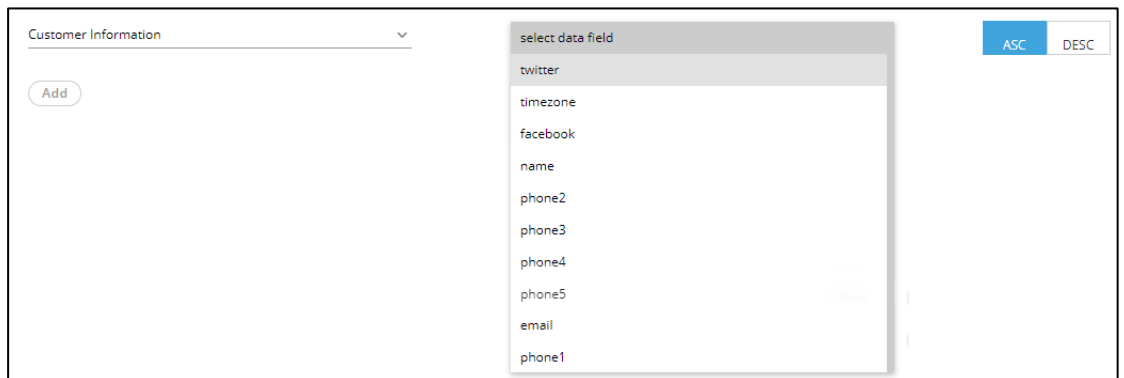 Customer Information
select data field
ASC DESC
twitter
Add
timezone
facebook
name
phone2
phone3
phone4
phone5
email
phone1